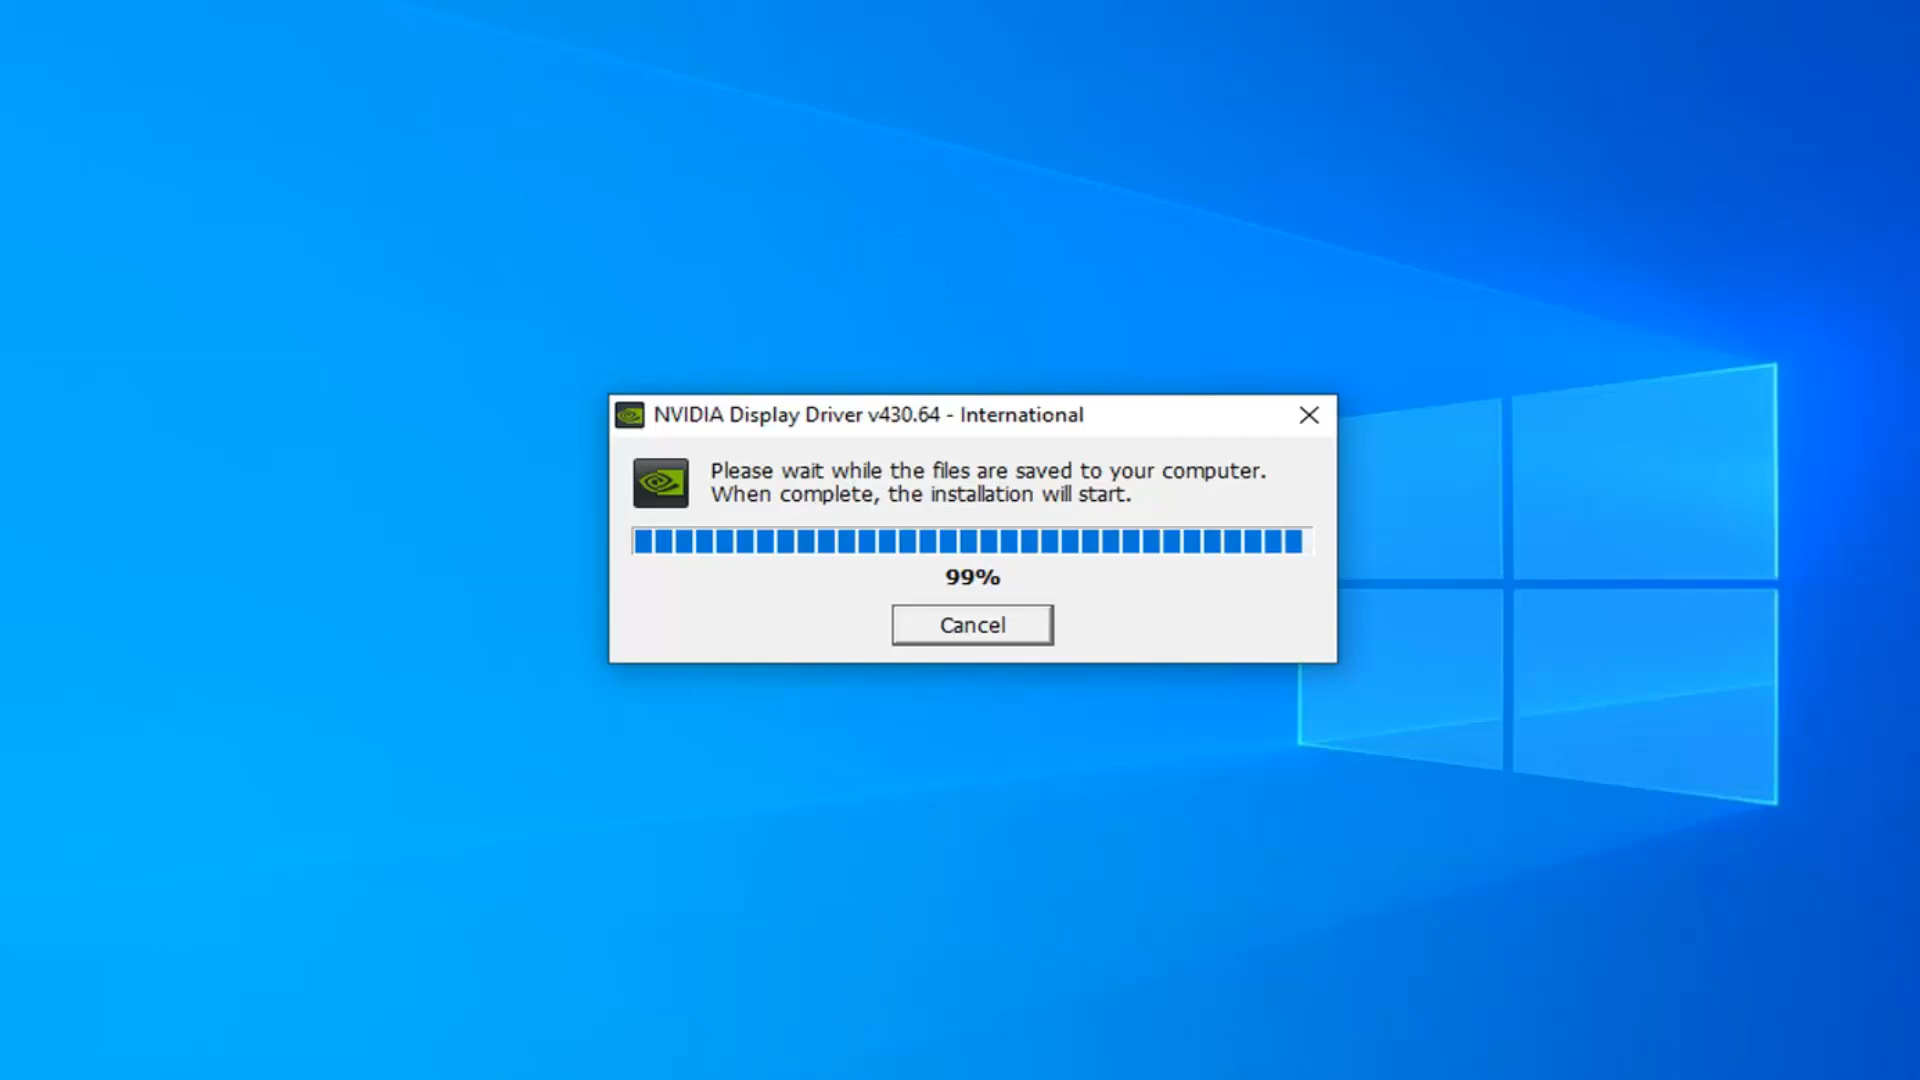 NVIDIA Display Driver v430.64 - International
Please wait while the files are saved to your computer.
When complete, the installation will start.
99%
Cancel